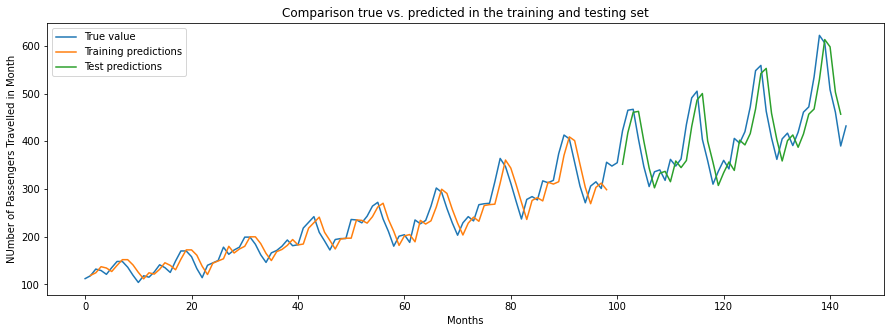 Comparison true vs. predicted in the training and testing set
True value
Training predictions
Test predictions
NUmber of Passengers Travelled in Month
600
500
400
300
200
100
0 20 40 60 80 100 120 140
Months